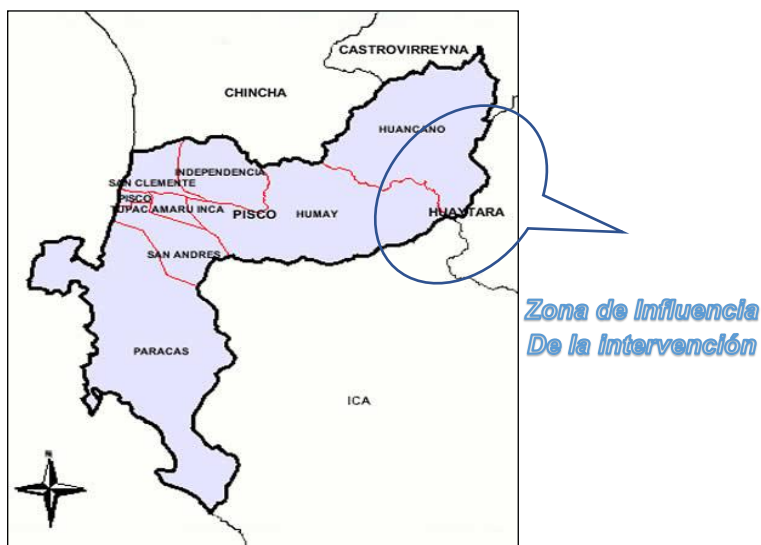 CASTROVIRREYNA
CHINCHA
HUANCANO
INDEPENDENCIA
SAN CLEMENTE
PISCO
TUPAC AMARU INCA
PISCO
HUMAY
HUAYTARA
SAN ANDRES
PARACAS
ICA
N
Zona de Influencia
De la intervención